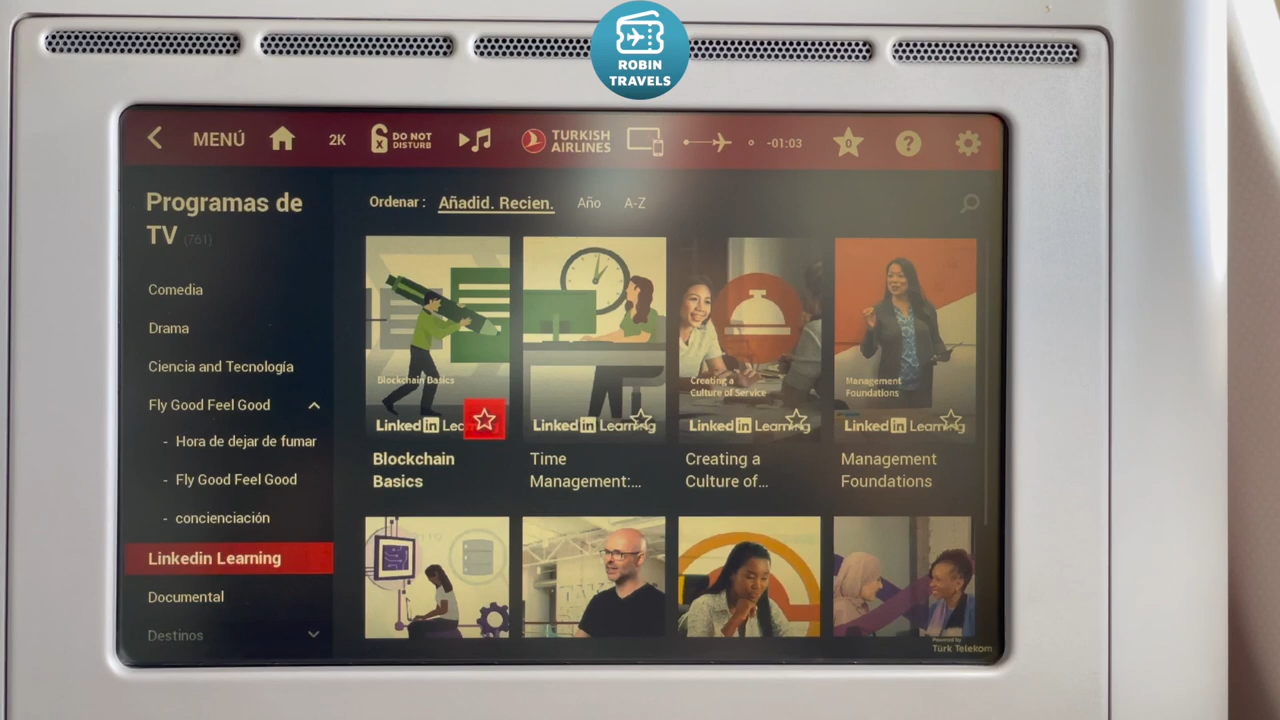 ROBIN
TRAVELS
MENÚ
2K
DO NOT
DISTURB
TURKISH
AIRLINES
-01:03
0
?
Programas de
TV (761)
Comedia
Drama
Ciencia and Tecnología
Fly Good Feel Good
- Hora de dejar de fumar
- Fly Good Feel Good
- concienciación
Linkedin Learning
Documental
Destinos
Ordenar : Añadid. Recien. Año A-Z
Blockchain Basics
Linked in
Blockchain
Basics
Linked in Learning
Time
Management:...
Creating a
Culture of Service
Linked in Learning
Creating a
Culture of...
Management
Foundations
Linked in Learning
Management
Foundations
Powered by
Türk Telekom